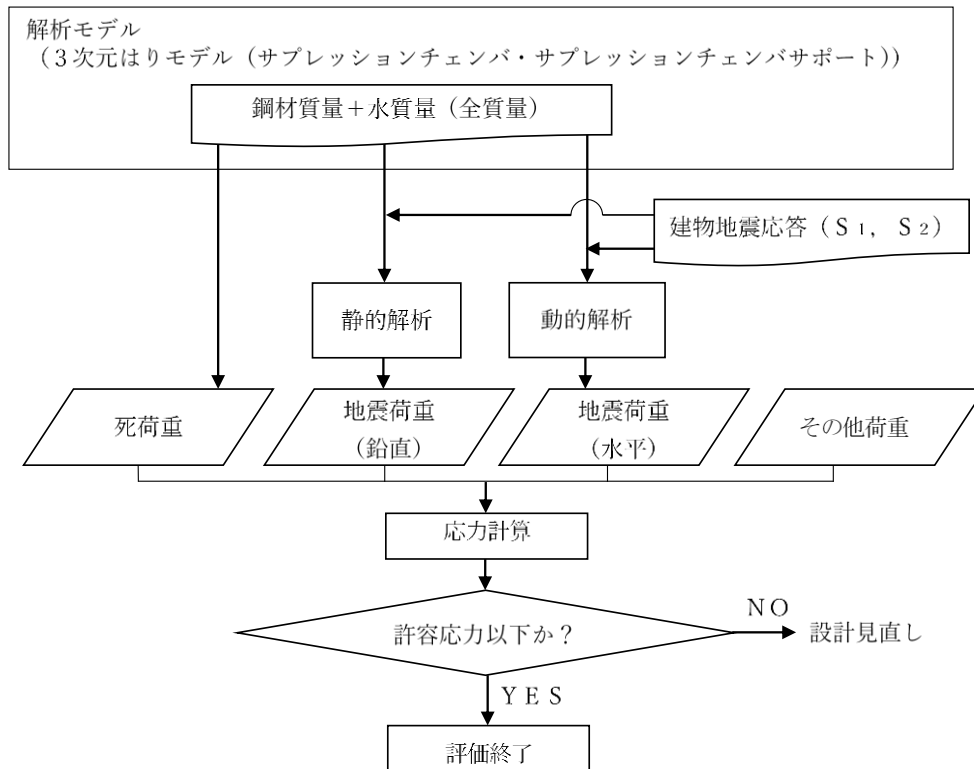 解析モデル
（３次元はりモデル（サプレッションチェンバ・サプレッションチェンバサポート））
鋼材質量＋水質量（全質量）
建物地震応答（Ｓ１， Ｓ２）
静的解析
動的解析
死荷重
地震荷重
（鉛直）
地震荷重
（水平）
その他荷重
応力計算
許容応力以下か？
ＮＯ
設計見直し
ＹＥＳ
評価終了